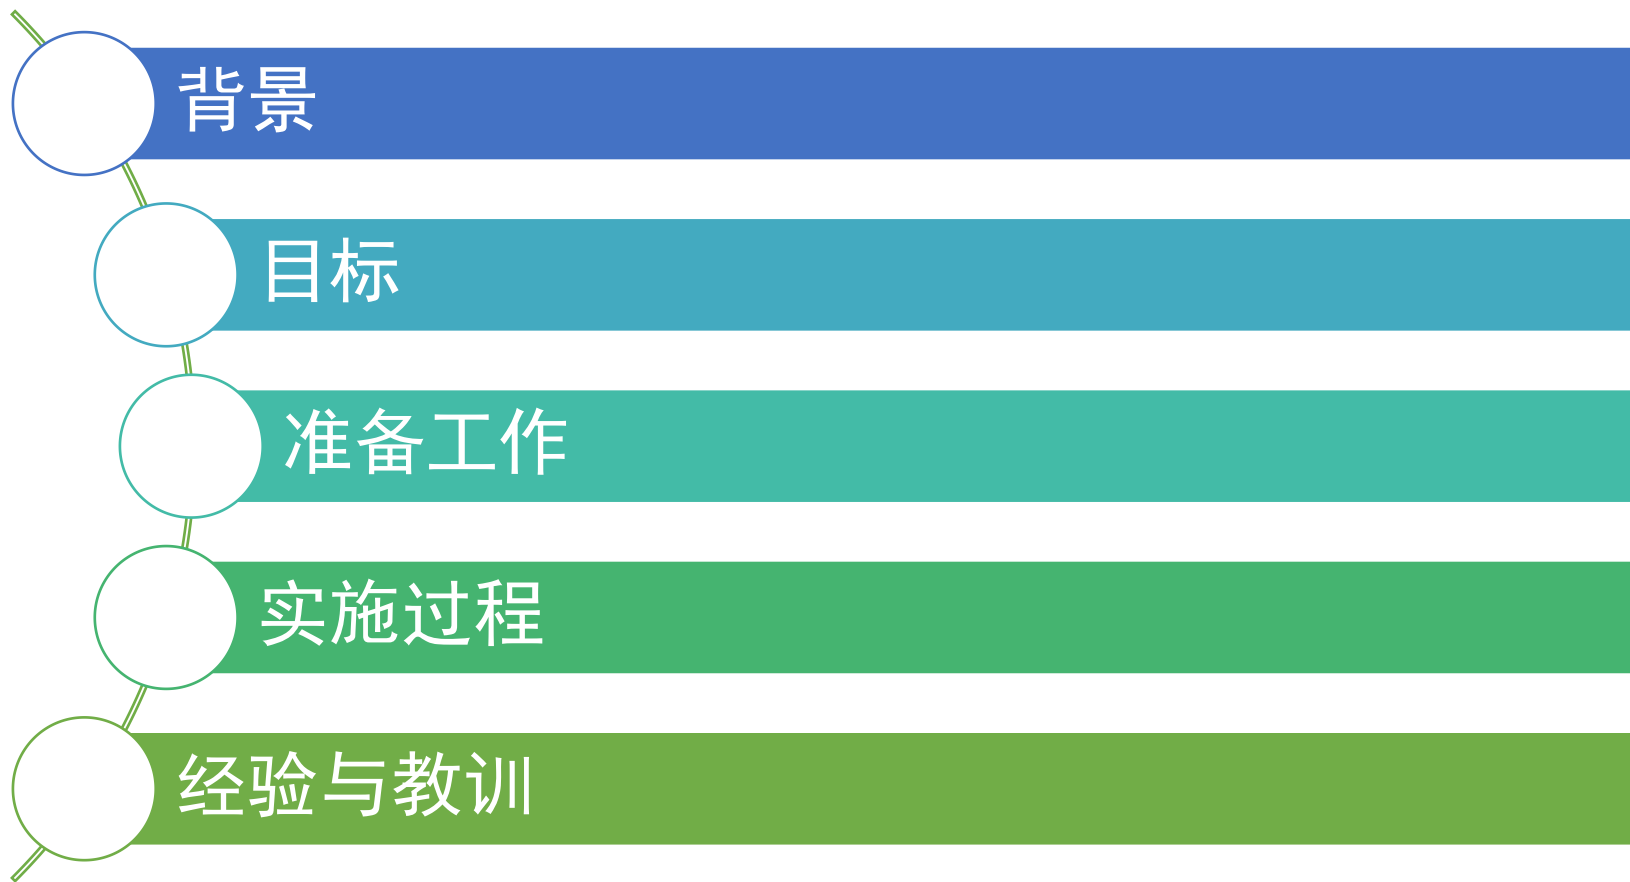 背景
目标
准备工作
实施过程
经验与教训